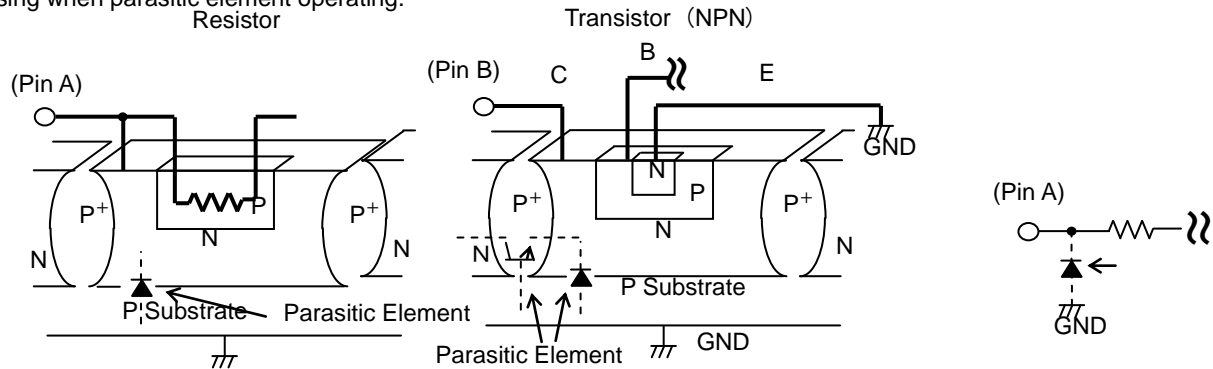 sing when parasitic element operating.
Resistor
Transistor (NPN)
(Pin A)
P+
P
P+
N
N
N
P Substrate
Parasitic Element
(Pin B)
C
B
E
GND
P+
N
P
P+
N
N
N
P Substrate
Parasitic Element
GND
(Pin A)
GND